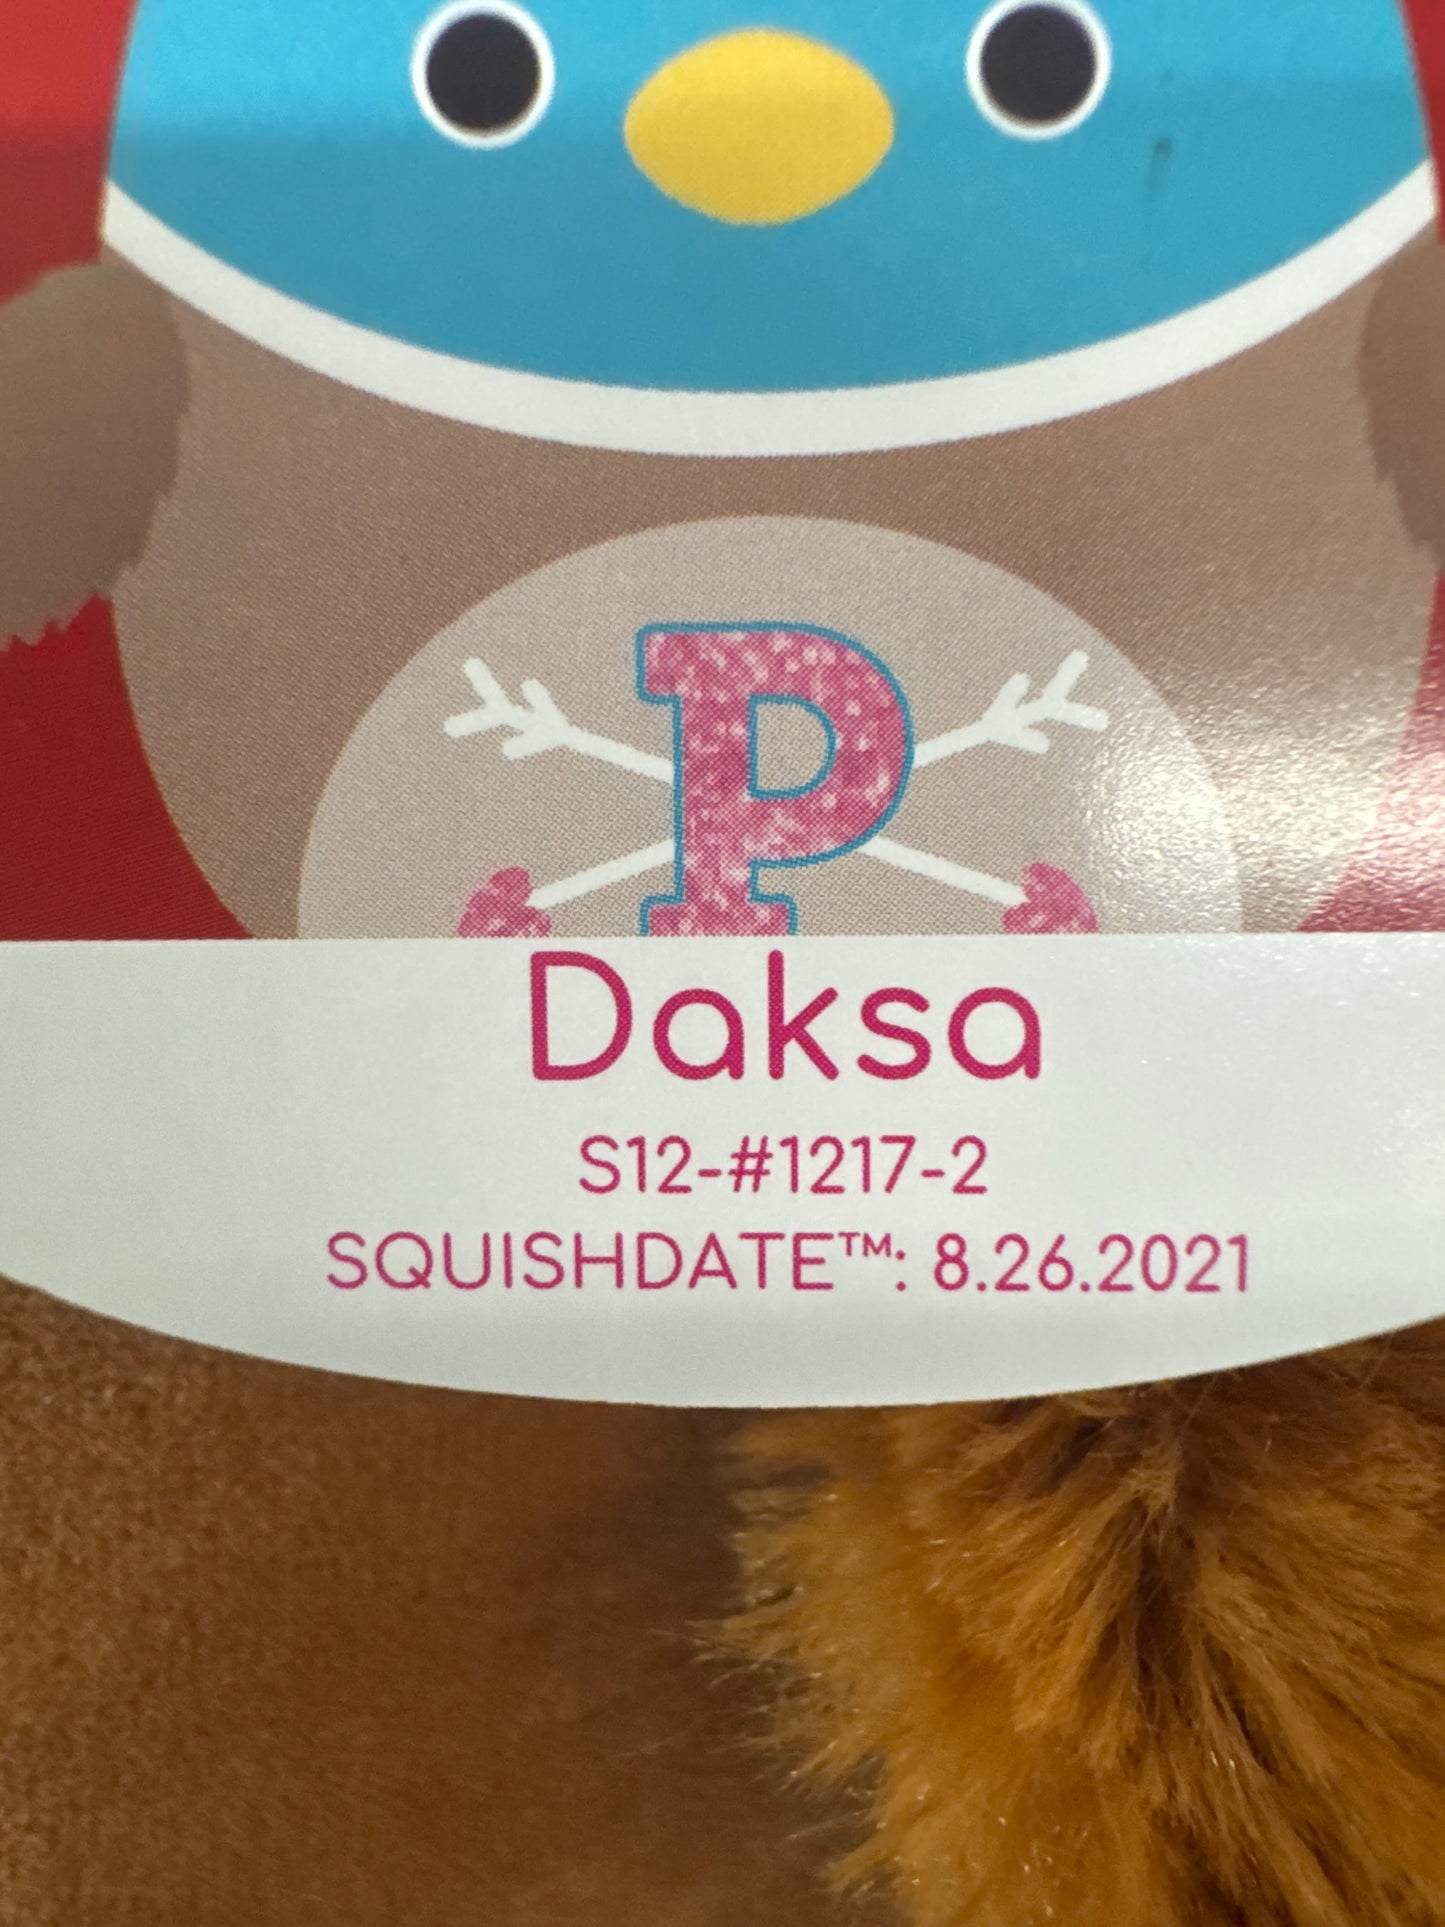 P
Daksa
S12-#1217-2
SQUISHDATE™: 8.26.2021